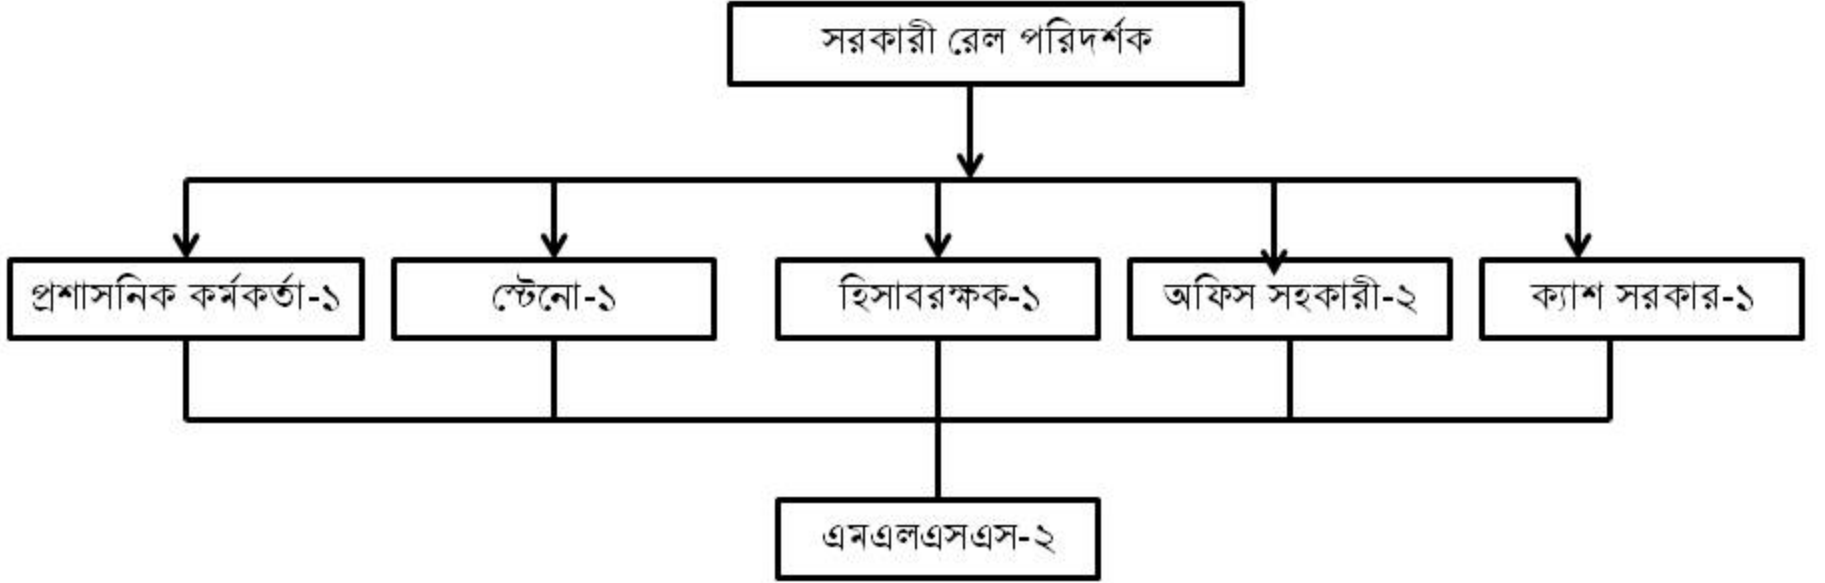 সরকারী রেল পরিদর্শক
প্রশাসনিক কর্মকর্তা-১
স্টেনো-১
হিসাবরক্ষক-১
অফিস সহকারী-২
ক্যাশ সরকার-১
এমএলএসএস-২